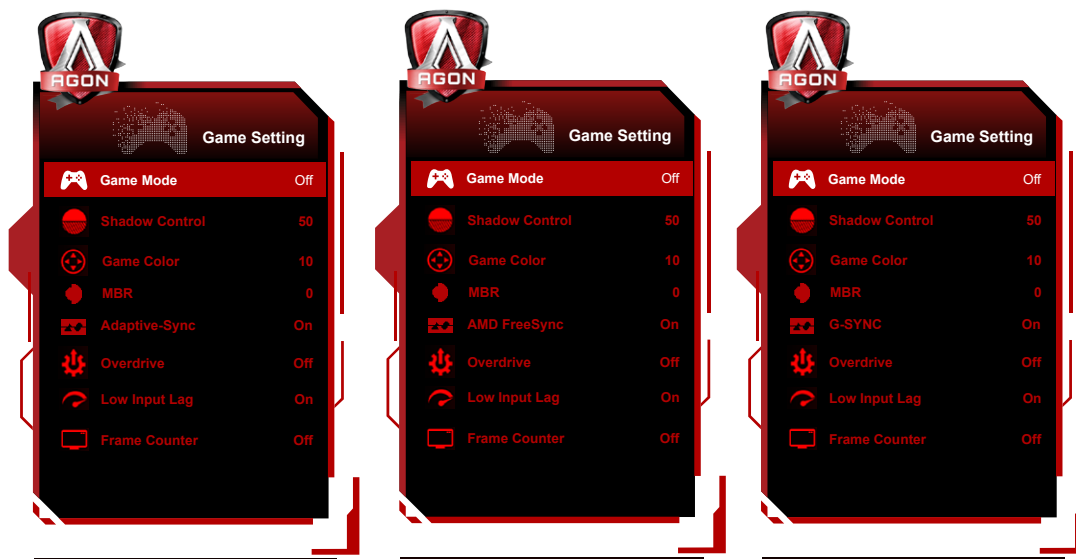 AGON
Game Setting
Game Mode Off
Shadow Control 50
Game Color 10
MBR 0
Adaptive-Sync On
Overdrive Off
Low Input Lag On
Frame Counter Off
AGON
Game Setting
Game Mode Off
Shadow Control 50
Game Color 10
MBR 0
AMD FreeSync On
Overdrive Off
Low Input Lag On
Frame Counter Off
AGON
Game Setting
Game Mode Off
Shadow Control 50
Game Color 10
MBR 0
G-SYNC On
Overdrive Off
Low Input Lag On
Frame Counter Off